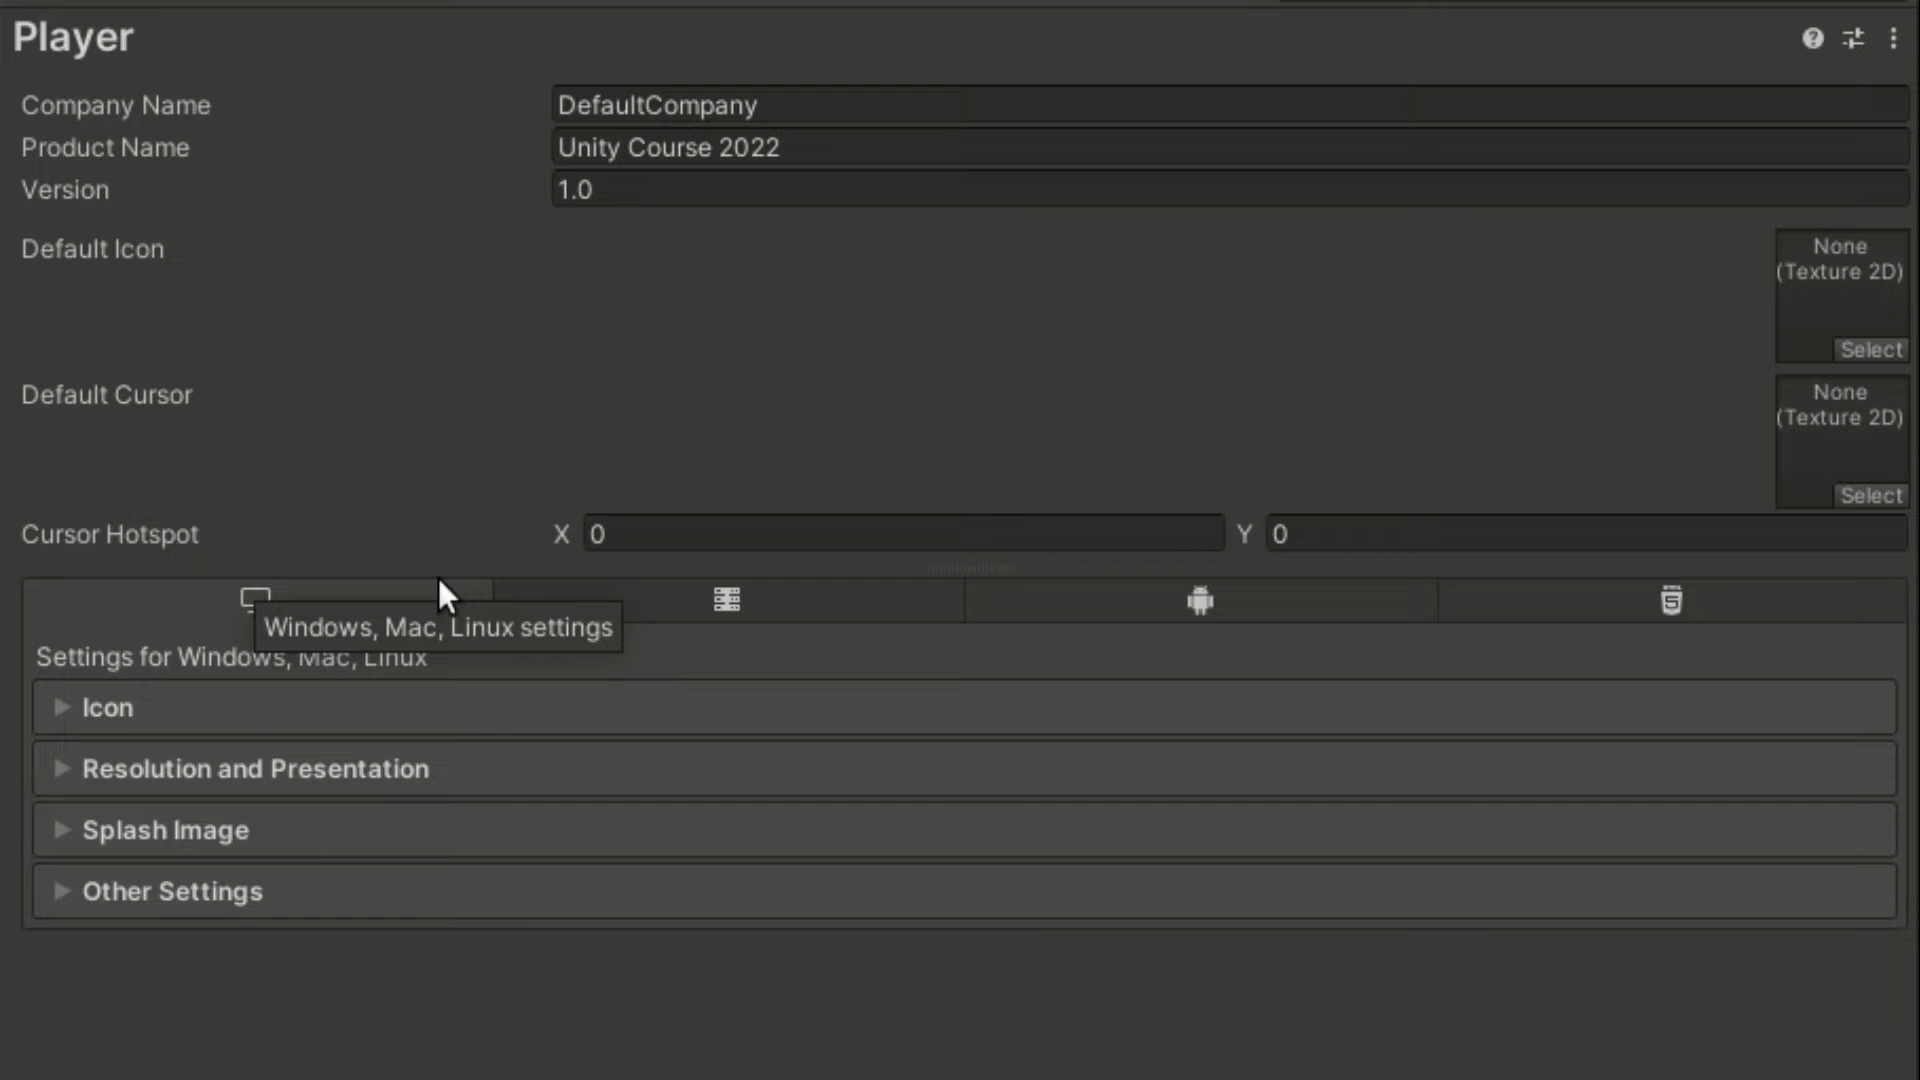 Player
Company Name DefaultCompany
Product Name Unity Course 2022
Version 1.0
Default Icon
None
(Texture 2D)
Select
Default Cursor
None
(Texture 2D)
Select
Cursor Hotspot X 0 Y 0
Windows, Mac, Linux settings
Settings for Windows, Mac, Linux
Icon
Resolution and Presentation
Splash Image
Other Settings